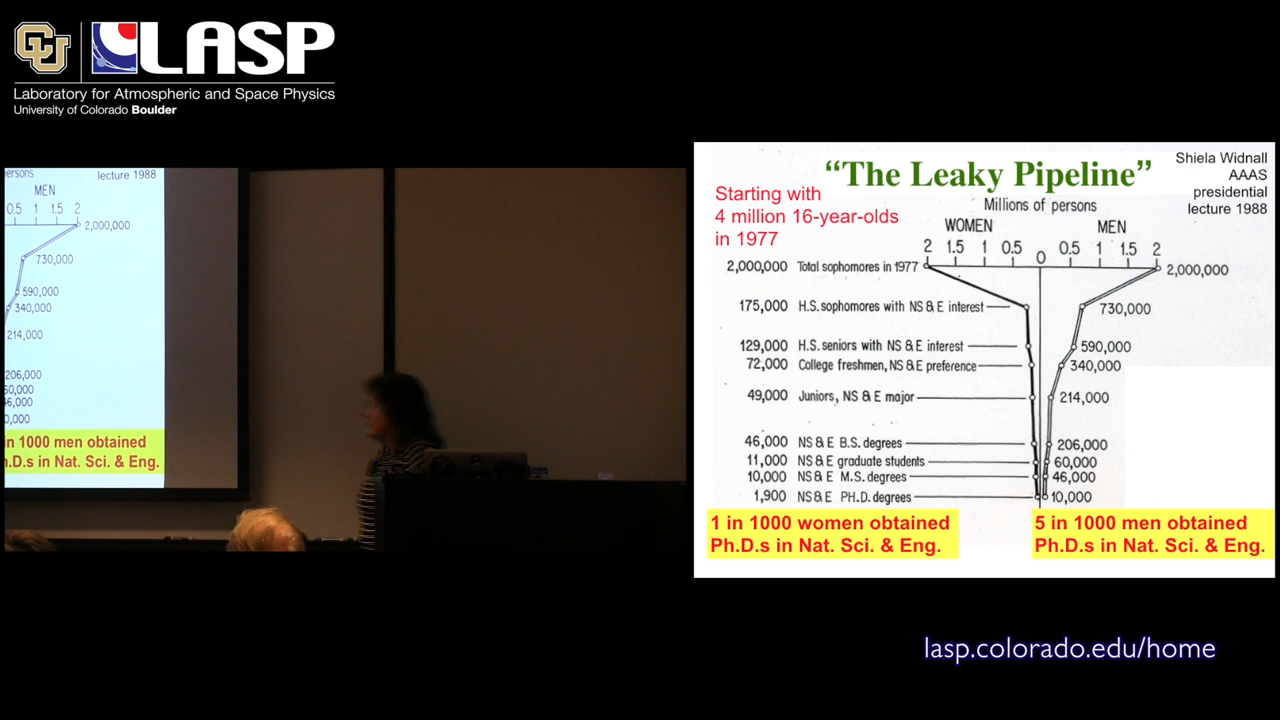 CU
LASP
Laboratory for Atmospheric and Space Physics
University of Colorado Boulder
lecture 1988
MEN
0.5 1 1.5 2
2,000,000
730,000
590,000
340,000
214,000
206,000
in 1000 men obtained
Ph.D.s in Nat. Sci. & Eng.
"The Leaky Pipeline"
Shiela Widnall
AAAS
presidential
lecture 1988
Starting with
4 million 16-year-olds
in 1977
Millions of persons
WOMEN MEN
2 1.5 1 0.5 0 0.5 1 1.5 2
2,000,000 Total sophomores in 1977 2,000,000
175,000 H.S. sophomores with NS & E interest 730,000
129,000 H.S. seniors with NS & E interest 590,000
72,000 College freshmen, NS & E preference 340,000
49,000 Juniors, NS & E major 214,000
46,000 NS & E B.S. degrees 206,000
11,000 NS & E graduate students 60,000
10,000 NS & E M.S. degrees 46,000
1,900 NS & E PH.D. degrees 10,000
1 in 1000 women obtained
Ph.D.s in Nat. Sci. & Eng.
5 in 1000 men obtained
Ph.D.s in Nat. Sci. & Eng.
lasp.colorado.edu/home